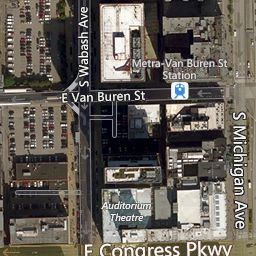 S Wabash Ave
Metra-Van Buren St
Station
E Van Buren St
S Michigan Ave
Auditorium
Theatre
E Congress Pkwy